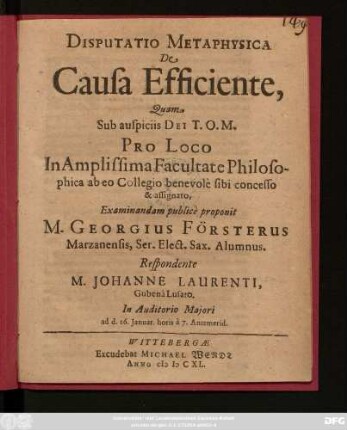 149
DISPUTATIO METAPHYSICA
De
Cauſa Efficiente,
Quam
Sub auſpiciis DEI T.O.M.
PRO LOCO
In Ampliſſima Facultate Philoſo-
phica ab eo Collegio benevolè ſibi conceſſo
& aſſignato,
Examinandam publicè proponit
M. GEORGIUS FÖRSTERUS
Marzanenſis, Ser. Elect. Sax. Alumnus.
Reſpondente
M. JOHANNE LAURENTI,
Gubenâ Luſato,
In Auditorio Majori
ad d. 16. Januar. horis à 7. Antemerid.
WITTEBERGÆ
Excudebat MICHAEL WENDT
ANNO cIↄ Iↄ CXL.